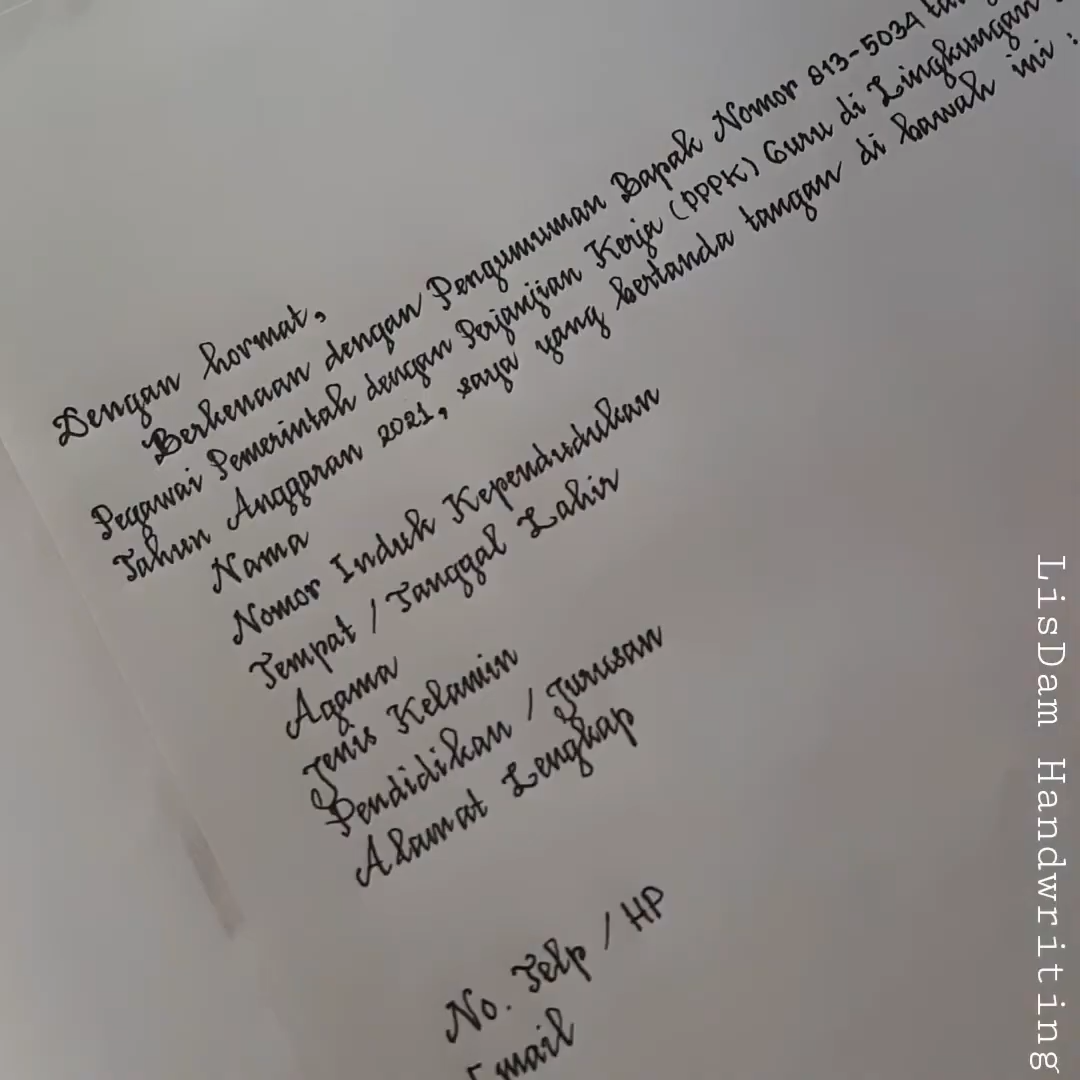 Dengan hormat,
Berkenaan dengan Pengumuman Bapak Nomor 813-5034
Pegawai Pemerintah dengan Perjanjian Kerja (PPPK) Guru di Lingkungan
Tahun Anggaran 2021, saya yang bertanda tangan di bawah ini :
Nama
Nomor Induk Kependudukan
Tempat / Tanggal Lahir
Agama
Jenis Kelamin
Pendidikan / Jurusan
Alamat Lengkap
No. Telp / HP
Email
LisDam Handwriting